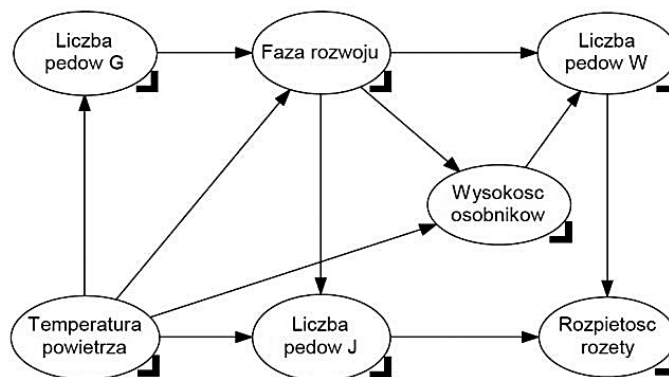 Liczba
pedow G
Faza rozwoju
Liczba
pedow W
Wysokosc
osobnikow
Temperatura
powietrza
Liczba
pedow J
Rozpietosc
rozety